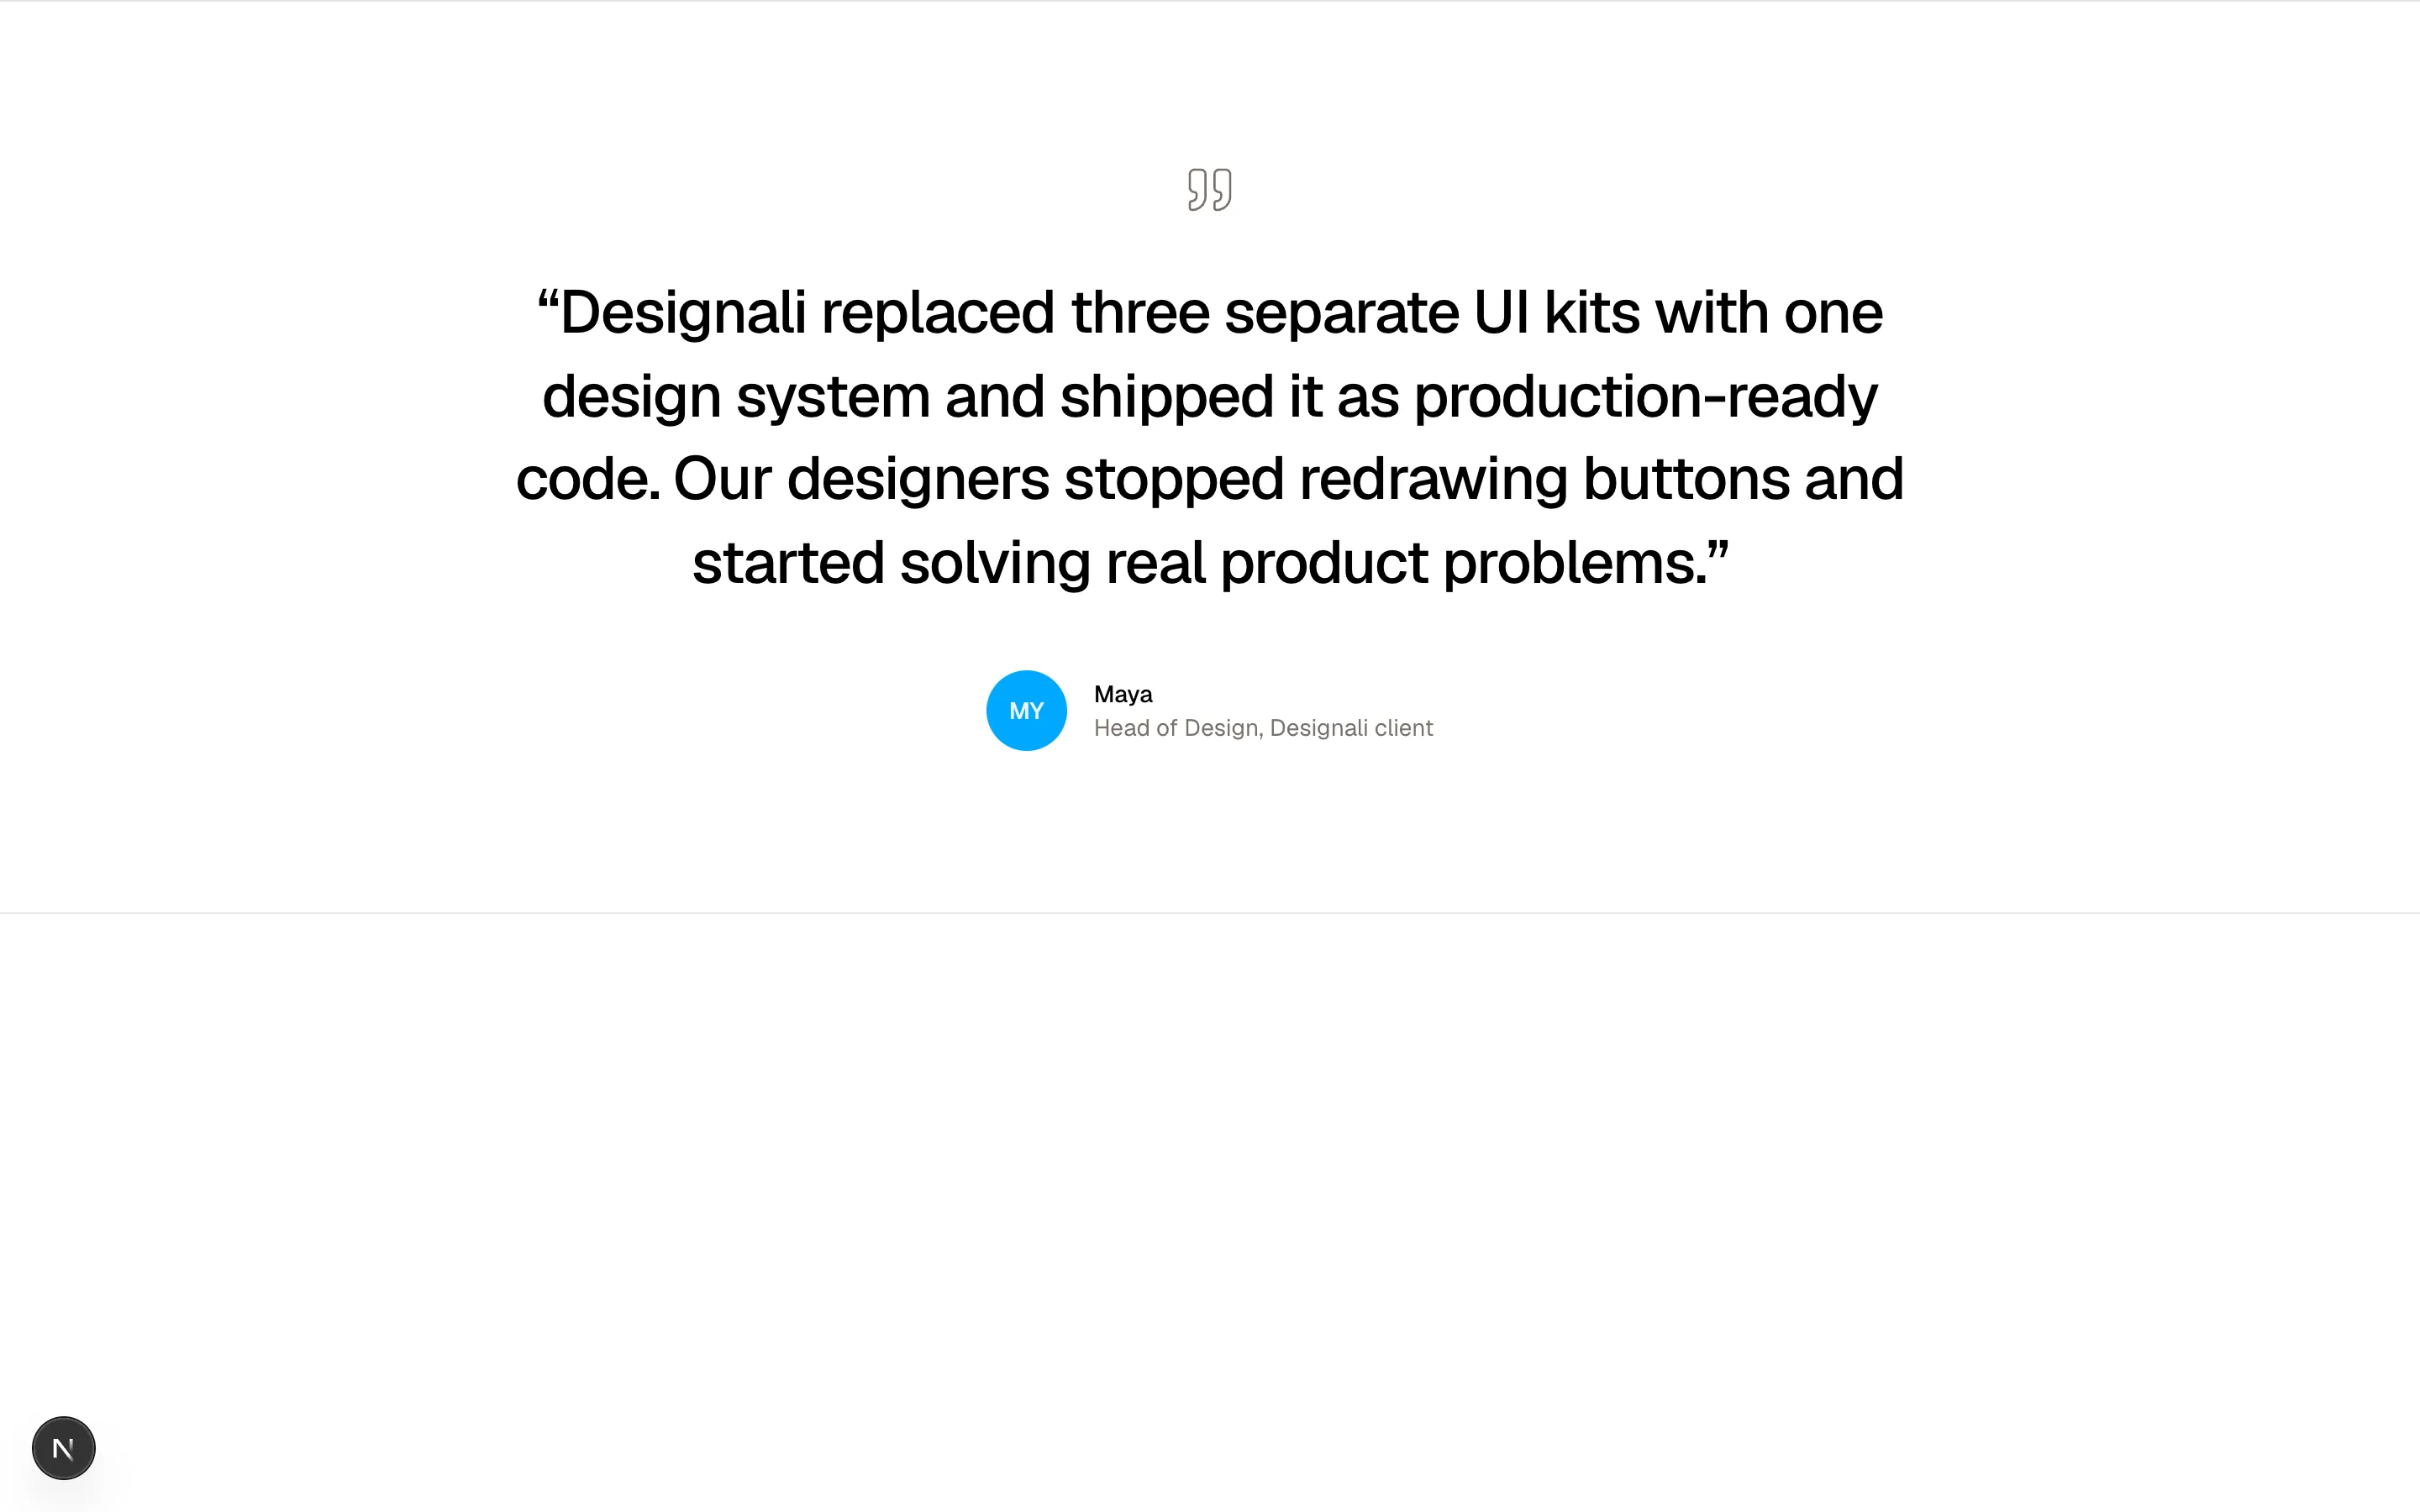 “Designali replaced three separate UI kits with one
design system and shipped it as production-ready
code. Our designers stopped redrawing buttons and
started solving real product problems.”
MY
Maya
Head of Design, Designali client
N